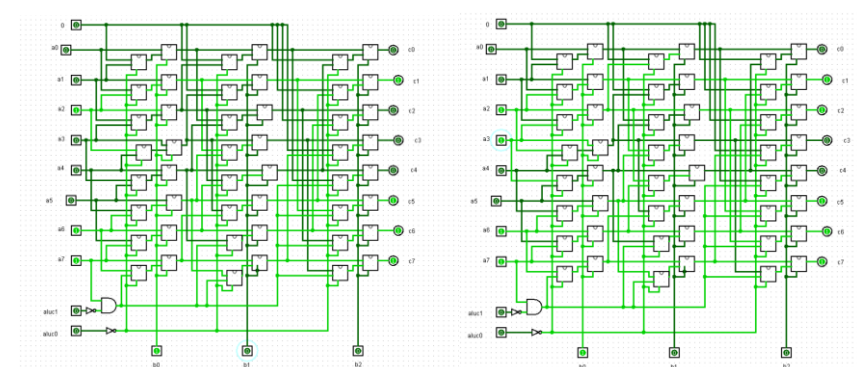 0
a0 c0
a1 c1
a2 c2
a3 c3
a4 c4
a5 c5
a6 c6
a7 c7
aluc1
aluc0
b0 b1 b2
0
a0 c0
a1 c1
a2 c2
a3 c3
a4 c4
a5 c5
a6 c6
a7 c7
aluc1
aluc0
b0 b1 b2